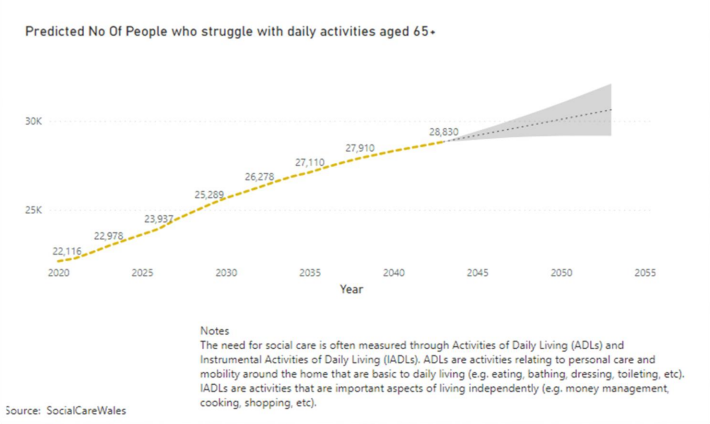 Predicted No Of People who struggle with daily activities aged 65+
30K
25K
22,116
22,978
23,937
25,289
26,278
27,110
27,910
28,830
2020 2025 2030 2035 2040 2045 2050 2055
Year
Notes
The need for social care is often measured through Activities of Daily Living (ADLs) and
Instrumental Activities of Daily Living (IADLs). ADLs are activities relating to personal care and
mobility around the home that are basic to daily living (e.g. eating, bathing, dressing, toileting, etc).
IADLs are activities that are important aspects of living independently (e.g. money management,
cooking, shopping, etc).
Source: SocialCareWales